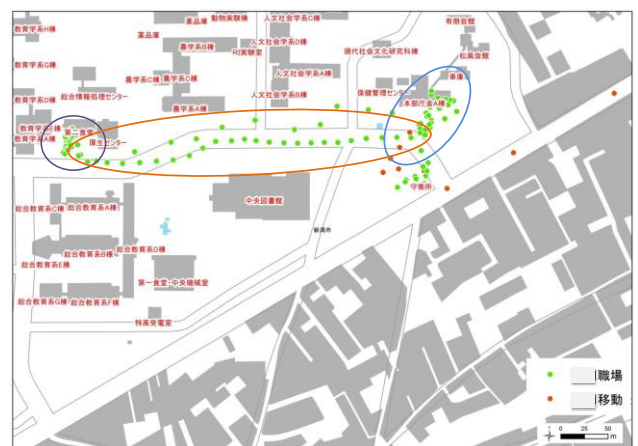 教育学系H棟
薬品庫
動物実験棟
人文社会学系C棟
有朋会館
薬品庫
農学系B棟
人文社会学系D棟
RI実験室
現代社会文化研究科棟
松風会館
教育学系G棟
農学系C棟
農学系C棟
人文社会学系A棟
車庫
総合情報処理センター
保健管理センター
教育学系D棟
農学系A棟
人文社会学系B棟
本部庁舎A棟
教育学系E棟
第二食堂
教育学系A棟
厚生センター
守衛所
総合教育系C棟
総合教育系A棟
中央図書館
新潟市
総合教育系B棟
総合教育系D棟
総合教育系E棟
第一食堂・中央機械室
総合教育系G棟
総合教育系F棟
特高受電室
職場
移動
0 25 50
m